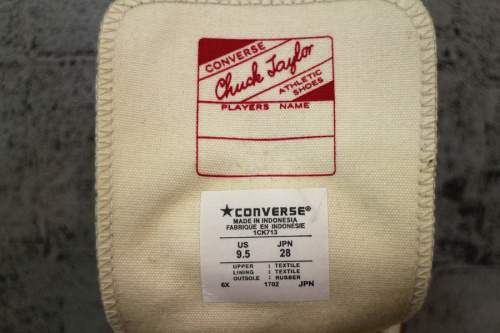 CONVERSE
Chuck Taylor
ATHLETIC
SHOES
PLAYERS NAME
★CONVERSE®
MADE IN INDONESIA
FABRIQUE EN INDONÉSIE
1CK713
US JPN
9.5 28
UPPER : TEXTILE
LINING : TEXTILE
OUTSOLE : RUBBER
6X 1702 JPN